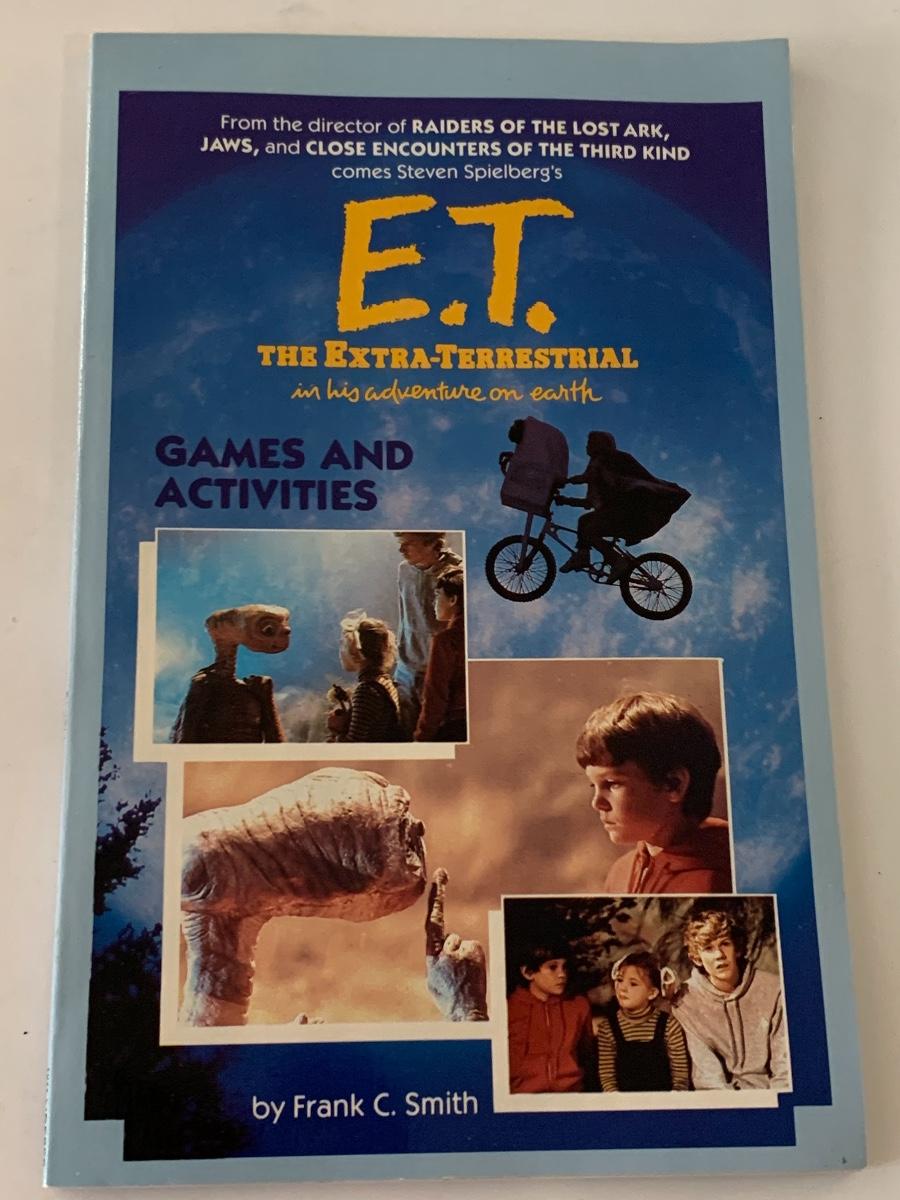 From the director of RAIDERS OF THE LOST ARK,
JAWS, and CLOSE ENCOUNTERS OF THE THIRD KIND
comes Steven Spielberg's
E.T.
THE EXTRA-TERRESTRIAL
in his adventure on earth
GAMES AND
ACTIVITIES
by Frank C. Smith